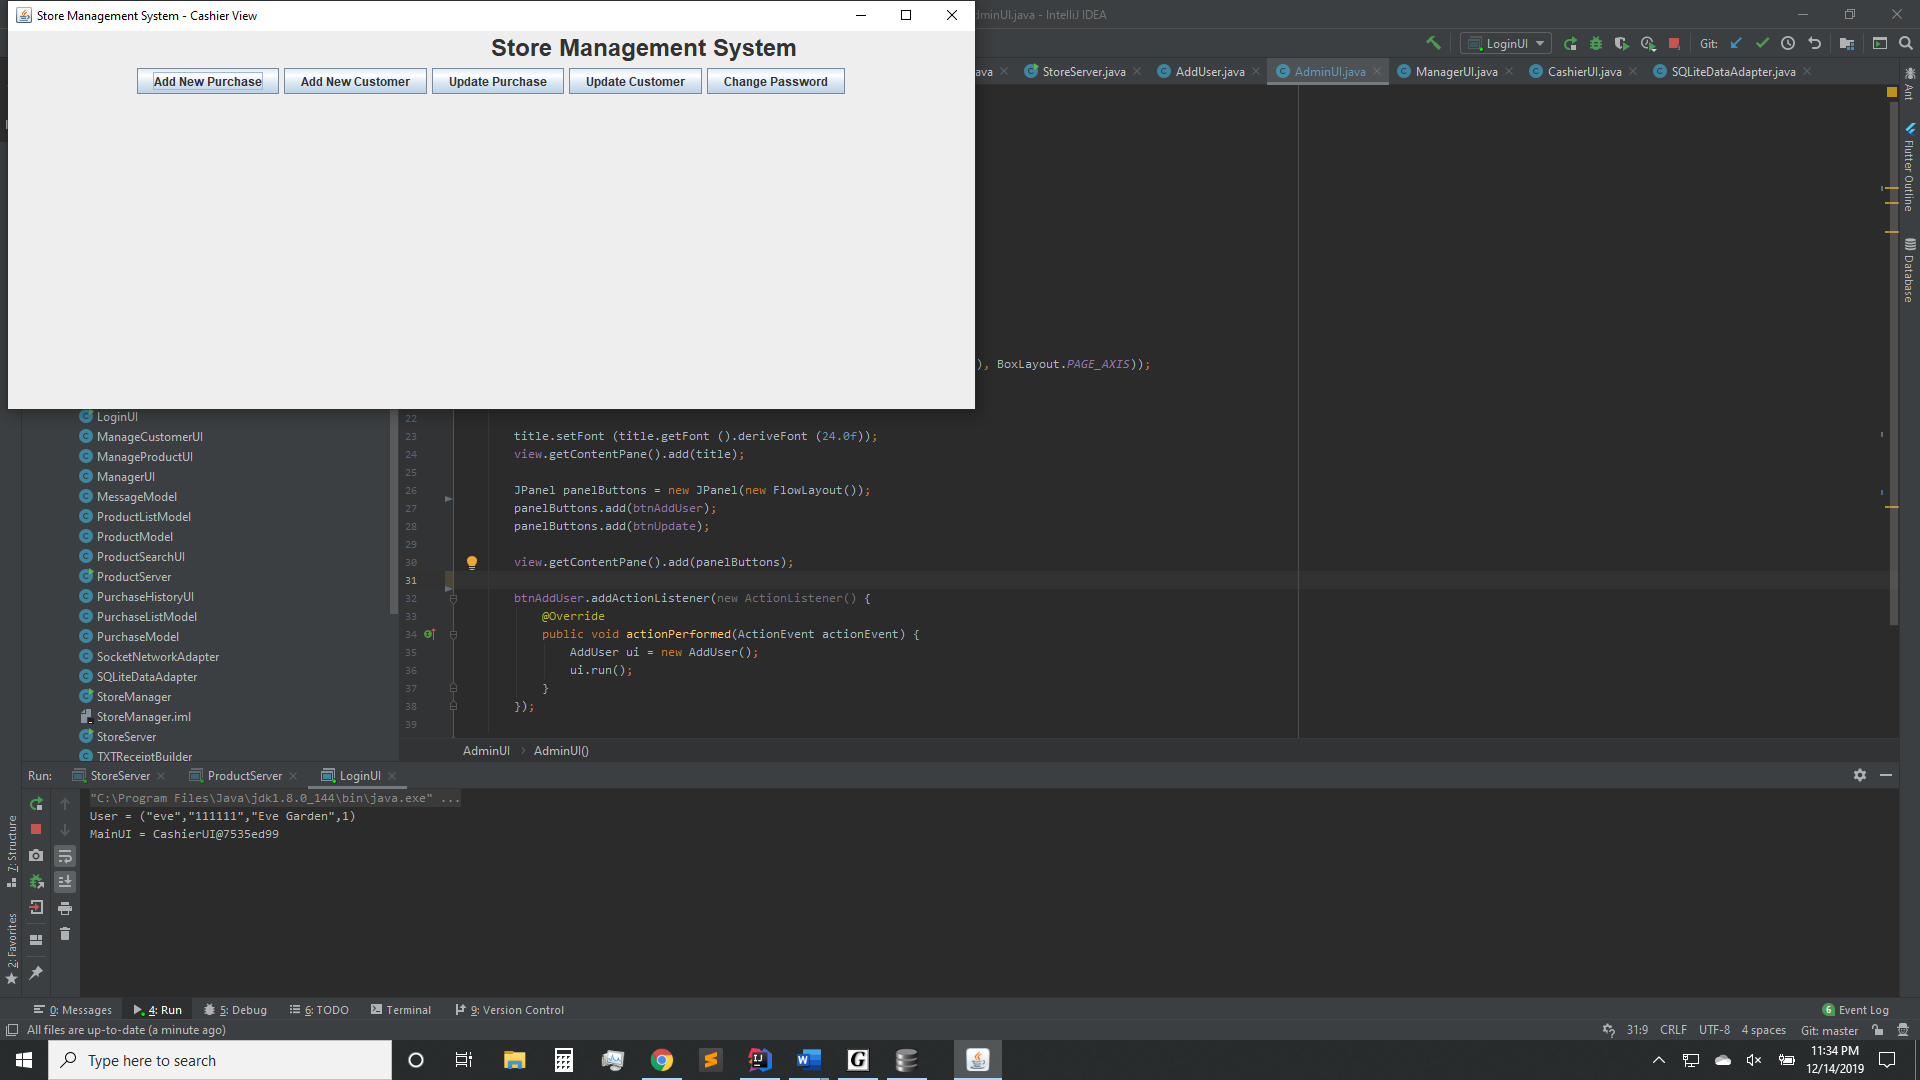 Store Management System - Cashier View
AdminUI.java - IntelliJ IDEA
Store Management System
Add New Purchase
Add New Customer
Update Purchase
Update Customer
Change Password
LoginUI
Git:
ava
StoreServer.java
AddUser.java
AdminUI.java
ManagerUI.java
CashierUI.java
SQLiteDataAdapter.java
Ant
Flutter Outline
Database
), BoxLayout.PAGE_AXIS));
LoginUI
ManageCustomerUI
ManageProductUI
ManagerUI
MessageModel
ProductListModel
ProductModel
ProductSearchUI
ProductServer
PurchaseHistoryUI
PurchaseListModel
PurchaseModel
SocketNetworkAdapter
SQLiteDataAdapter
StoreManager
StoreManager.iml
StoreServer
TXTReceiptBuilder
22
23 title.setFont (title.getFont ().deriveFont (24.0f));
24 view.getContentPane().add(title);
25
26 JPanel panelButtons = new JPanel(new FlowLayout());
27 panelButtons.add(btnAddUser);
28 panelButtons.add(btnUpdate);
29
30 view.getContentPane().add(panelButtons);
31
32 btnAddUser.addActionListener(new ActionListener() {
33 @Override
34 public void actionPerformed(ActionEvent actionEvent) {
35 AddUser ui = new AddUser();
36 ui.run();
37 }
38 });
39
AdminUI › AdminUI()
Run: StoreServer ProductServer LoginUI
"C:\Program Files\Java\jdk1.8.0_144\bin\java.exe" ...
User = ("eve","111111","Eve Garden",1)
MainUI = CashierUI@7535ed99
7: Structure
2: Favorites
0: Messages 4: Run 5: Debug 6: TODO Terminal 9: Version Control
6 Event Log
All files are up-to-date (a minute ago)
31:9 CRLF UTF-8 4 spaces Git: master
Type here to search
11:34 PM
12/14/2019